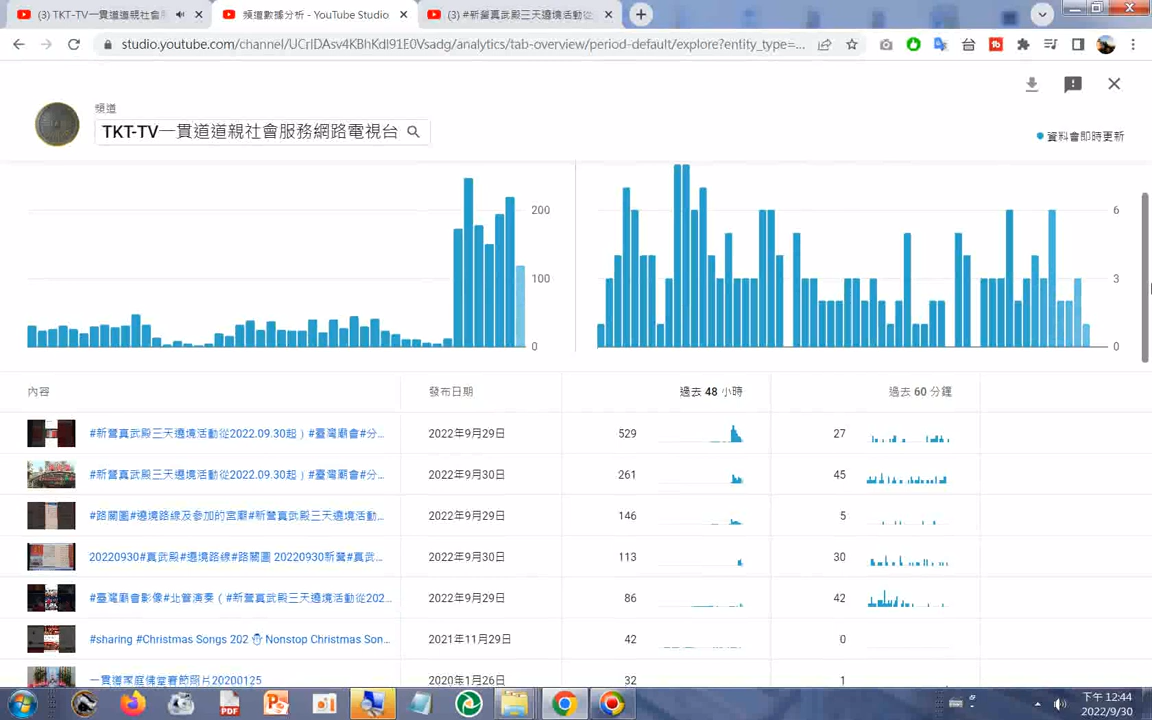 (3) TKT-TV一貫道道親社會
頻道數據分析 - YouTube Studio
(3) #新營真武殿三天遶境活動從
studio.youtube.com/channel/UCrIDAsv4KBhKdl91E0Vsadg/analytics/tab-overview/period-default/explore?entity_type=...
頻道
TKT-TV一貫道道親社會服務網路電視台
資料會即時更新
200
100
0
6
3
0
內容
發布日期
過去 48 小時
過去 60 分鐘
#新營真武殿三天遶境活動從2022.09.30起）#臺灣廟會#分...
2022年9月29日
529
27
#新營真武殿三天遶境活動從2022.09.30起）#臺灣廟會#分...
2022年9月30日
261
45
#路關圖#遶境路線及參加的宮廟#新營真武殿三天遶境活動...
2022年9月29日
146
5
20220930#真武殿#遶境路線#路關圖 20220930新營#真武...
2022年9月30日
113
30
#臺灣廟會影像#北管演奏（#新營真武殿三天遶境活動從202...
2022年9月29日
86
42
#sharing #Christmas Songs 202 ⛄ Nonstop Christmas Son...
2021年11月29日
42
0
一貫道家庭佛堂春節照片20200125
2020年1月26日
32
1
PDF
下午 12:44
2022/9/30